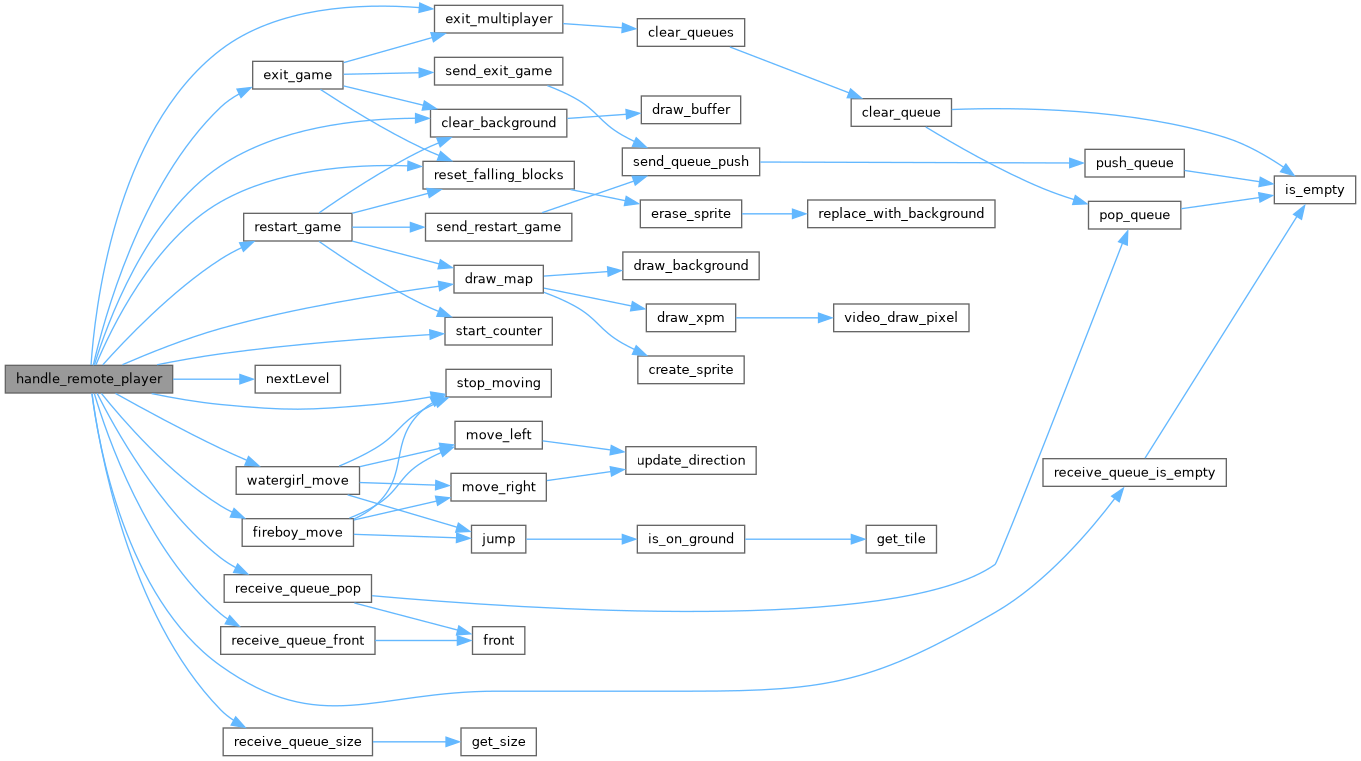 exit_multiplayer
clear_queues
exit_game
send_exit_game
clear_queue
draw_buffer
clear_background
send_queue_push
push_queue
reset_falling_blocks
is_empty
erase_sprite
replace_with_background
pop_queue
restart_game
send_restart_game
draw_background
draw_map
draw_xpm
video_draw_pixel
start_counter
create_sprite
handle_remote_player
nextLevel
stop_moving
move_left
update_direction
receive_queue_is_empty
watergirl_move
move_right
fireboy_move
jump
is_on_ground
get_tile
receive_queue_pop
receive_queue_front
front
receive_queue_size
get_size